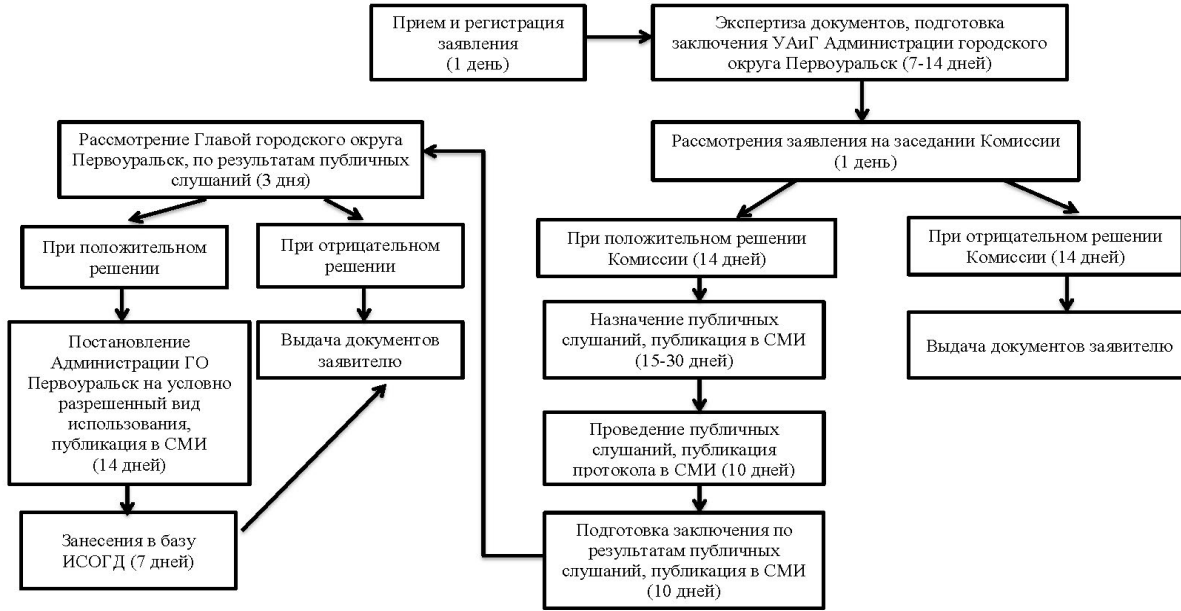 Прием и регистрация
заявления
(1 день)
Экспертиза документов, подготовка
заключения УАиГ Администрации городского
округа Первоуральск (7-14 дней)
Рассмотрения заявления на заседании Комиссии
(1 день)
При положительном решении
Комиссии (14 дней)
При отрицательном решении
Комиссии (14 дней)
Назначение публичных
слушаний, публикация в СМИ
(15-30 дней)
Выдача документов заявителю
Проведение публичных
слушаний, публикация
протокола в СМИ (10 дней)
Подготовка заключения по
результатам публичных
слушаний, публикация в СМИ
(10 дней)
Рассмотрение Главой городского округа
Первоуральск, по результатам публичных
слушаний (3 дня)
При положительном
решении
При отрицательном
решении
Постановление
Администрации ГО
Первоуральск на условно
разрешенный вид
использования,
публикация в СМИ
(14 дней)
Выдача документов
заявителю
Занесения в базу
ИСОГД (7 дней)